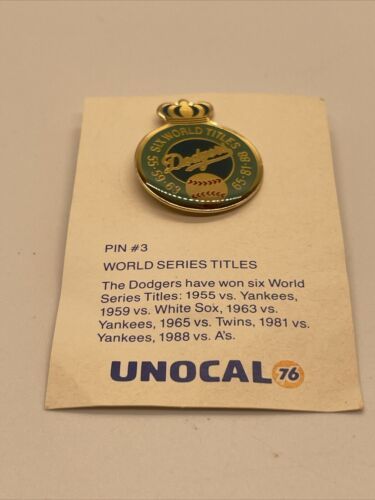 SIX WORLD TITLES
Dodgers
55·59·63
65·81·88
PIN #3
WORLD SERIES TITLES
The Dodgers have won six World
Series Titles: 1955 vs. Yankees,
1959 vs. White Sox, 1963 vs.
Yankees, 1965 vs. Twins, 1981 vs.
Yankees, 1988 vs. A's.
UNOCAL 76